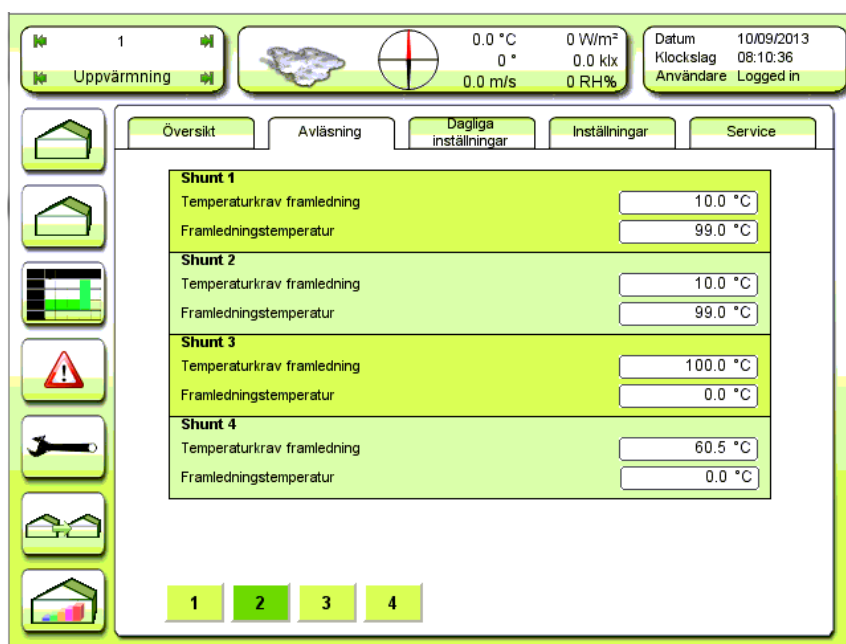 1
Uppvärmning
0.0 °C 0 W/m²
0 ° 0.0 klx
0.0 m/s 0 RH%
Datum 10/09/2013
Klockslag 08:10:36
Användare Logged in
Översikt
Avläsning
Dagliga
inställningar
Inställningar
Service
Shunt 1
Temperaturkrav framledning 10.0 °C
Framledningstemperatur 99.0 °C
Shunt 2
Temperaturkrav framledning 10.0 °C
Framledningstemperatur 99.0 °C
Shunt 3
Temperaturkrav framledning 100.0 °C
Framledningstemperatur 0.0 °C
Shunt 4
Temperaturkrav framledning 60.5 °C
Framledningstemperatur 0.0 °C
1 2 3 4